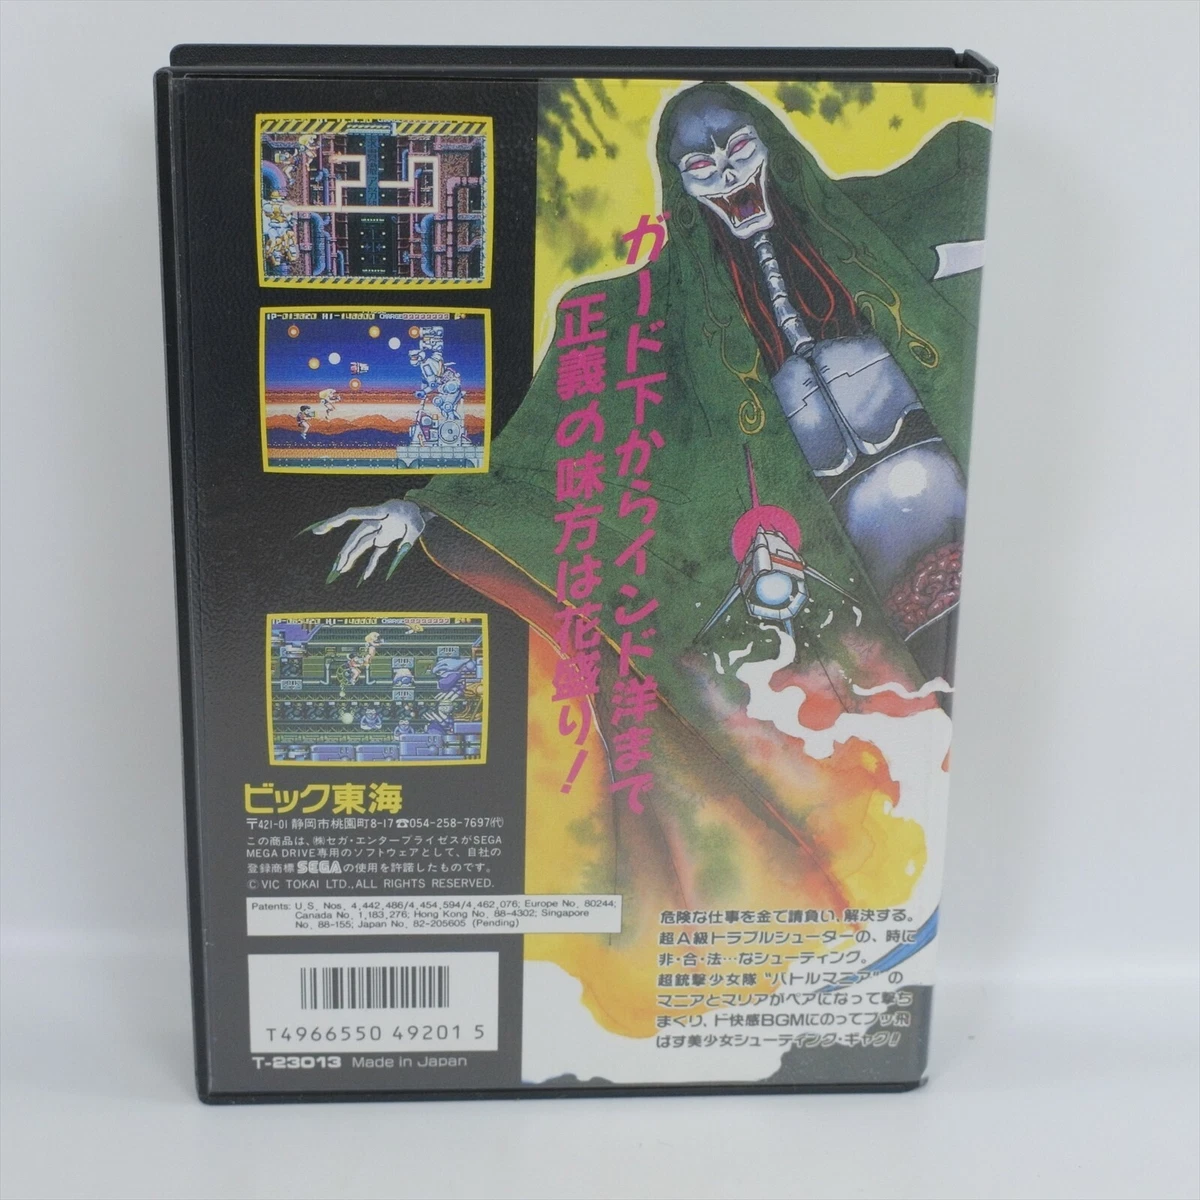 ガード下からインド洋まで
正義の味方は花盛り!
1P-019020 HI-140000 CHARGE
HI-140000 CHARGE
ビック東海
〒421-01 静岡市桃園町8-17☎054-258-7697㈹
この商品は、㈱セガ・エンタープライゼスがSEGA
MEGA DRIVE専用のソフトウェアとして、自社の
登録商標SEGAの使用を許諾したものです。
© VIC TOKAI LTD., ALL RIGHTS RESERVED.
Patents: U.S. Nos. 4,442,486/4,454,594/4,462,076; Europe No. 80244;
Canada No. 1,183,276; Hong Kong No. 88-4302; Singapore
No. 88-155; Japan No. 82-205605 (Pending)
T4966550 49201 5
T-23013 Made in Japan
危険な仕事を金で請負い、解決する。
超A級トラブルシューターの、時に
非・合・法…なシューティング。
超銃撃少女隊“バトルマニア”の
マニアとマリアがペアになって撃ち
まくり、ド快感BGMにのってブッ飛
ばす美少女シューティング・ギャグ!